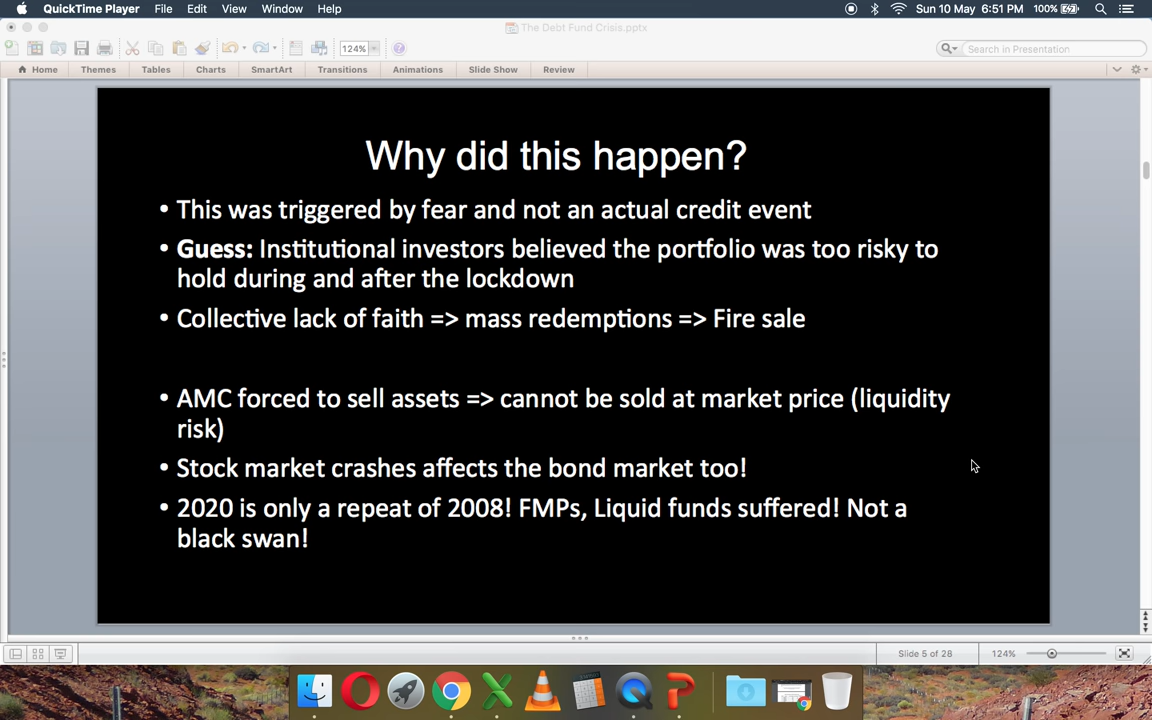 QuickTime Player File Edit View Window Help Sun 10 May 6:51 PM 100%
The Debt Fund Crisis.pptx
124% Search in Presentation
Home Themes Tables Charts SmartArt Transitions Animations Slide Show Review
Why did this happen?
• This was triggered by fear and not an actual credit event
• Guess: Institutional investors believed the portfolio was too risky to
hold during and after the lockdown
• Collective lack of faith => mass redemptions => Fire sale
• AMC forced to sell assets => cannot be sold at market price (liquidity
risk)
• Stock market crashes affects the bond market too!
• 2020 is only a repeat of 2008! FMPs, Liquid funds suffered! Not a
black swan!
Slide 5 of 28 124%